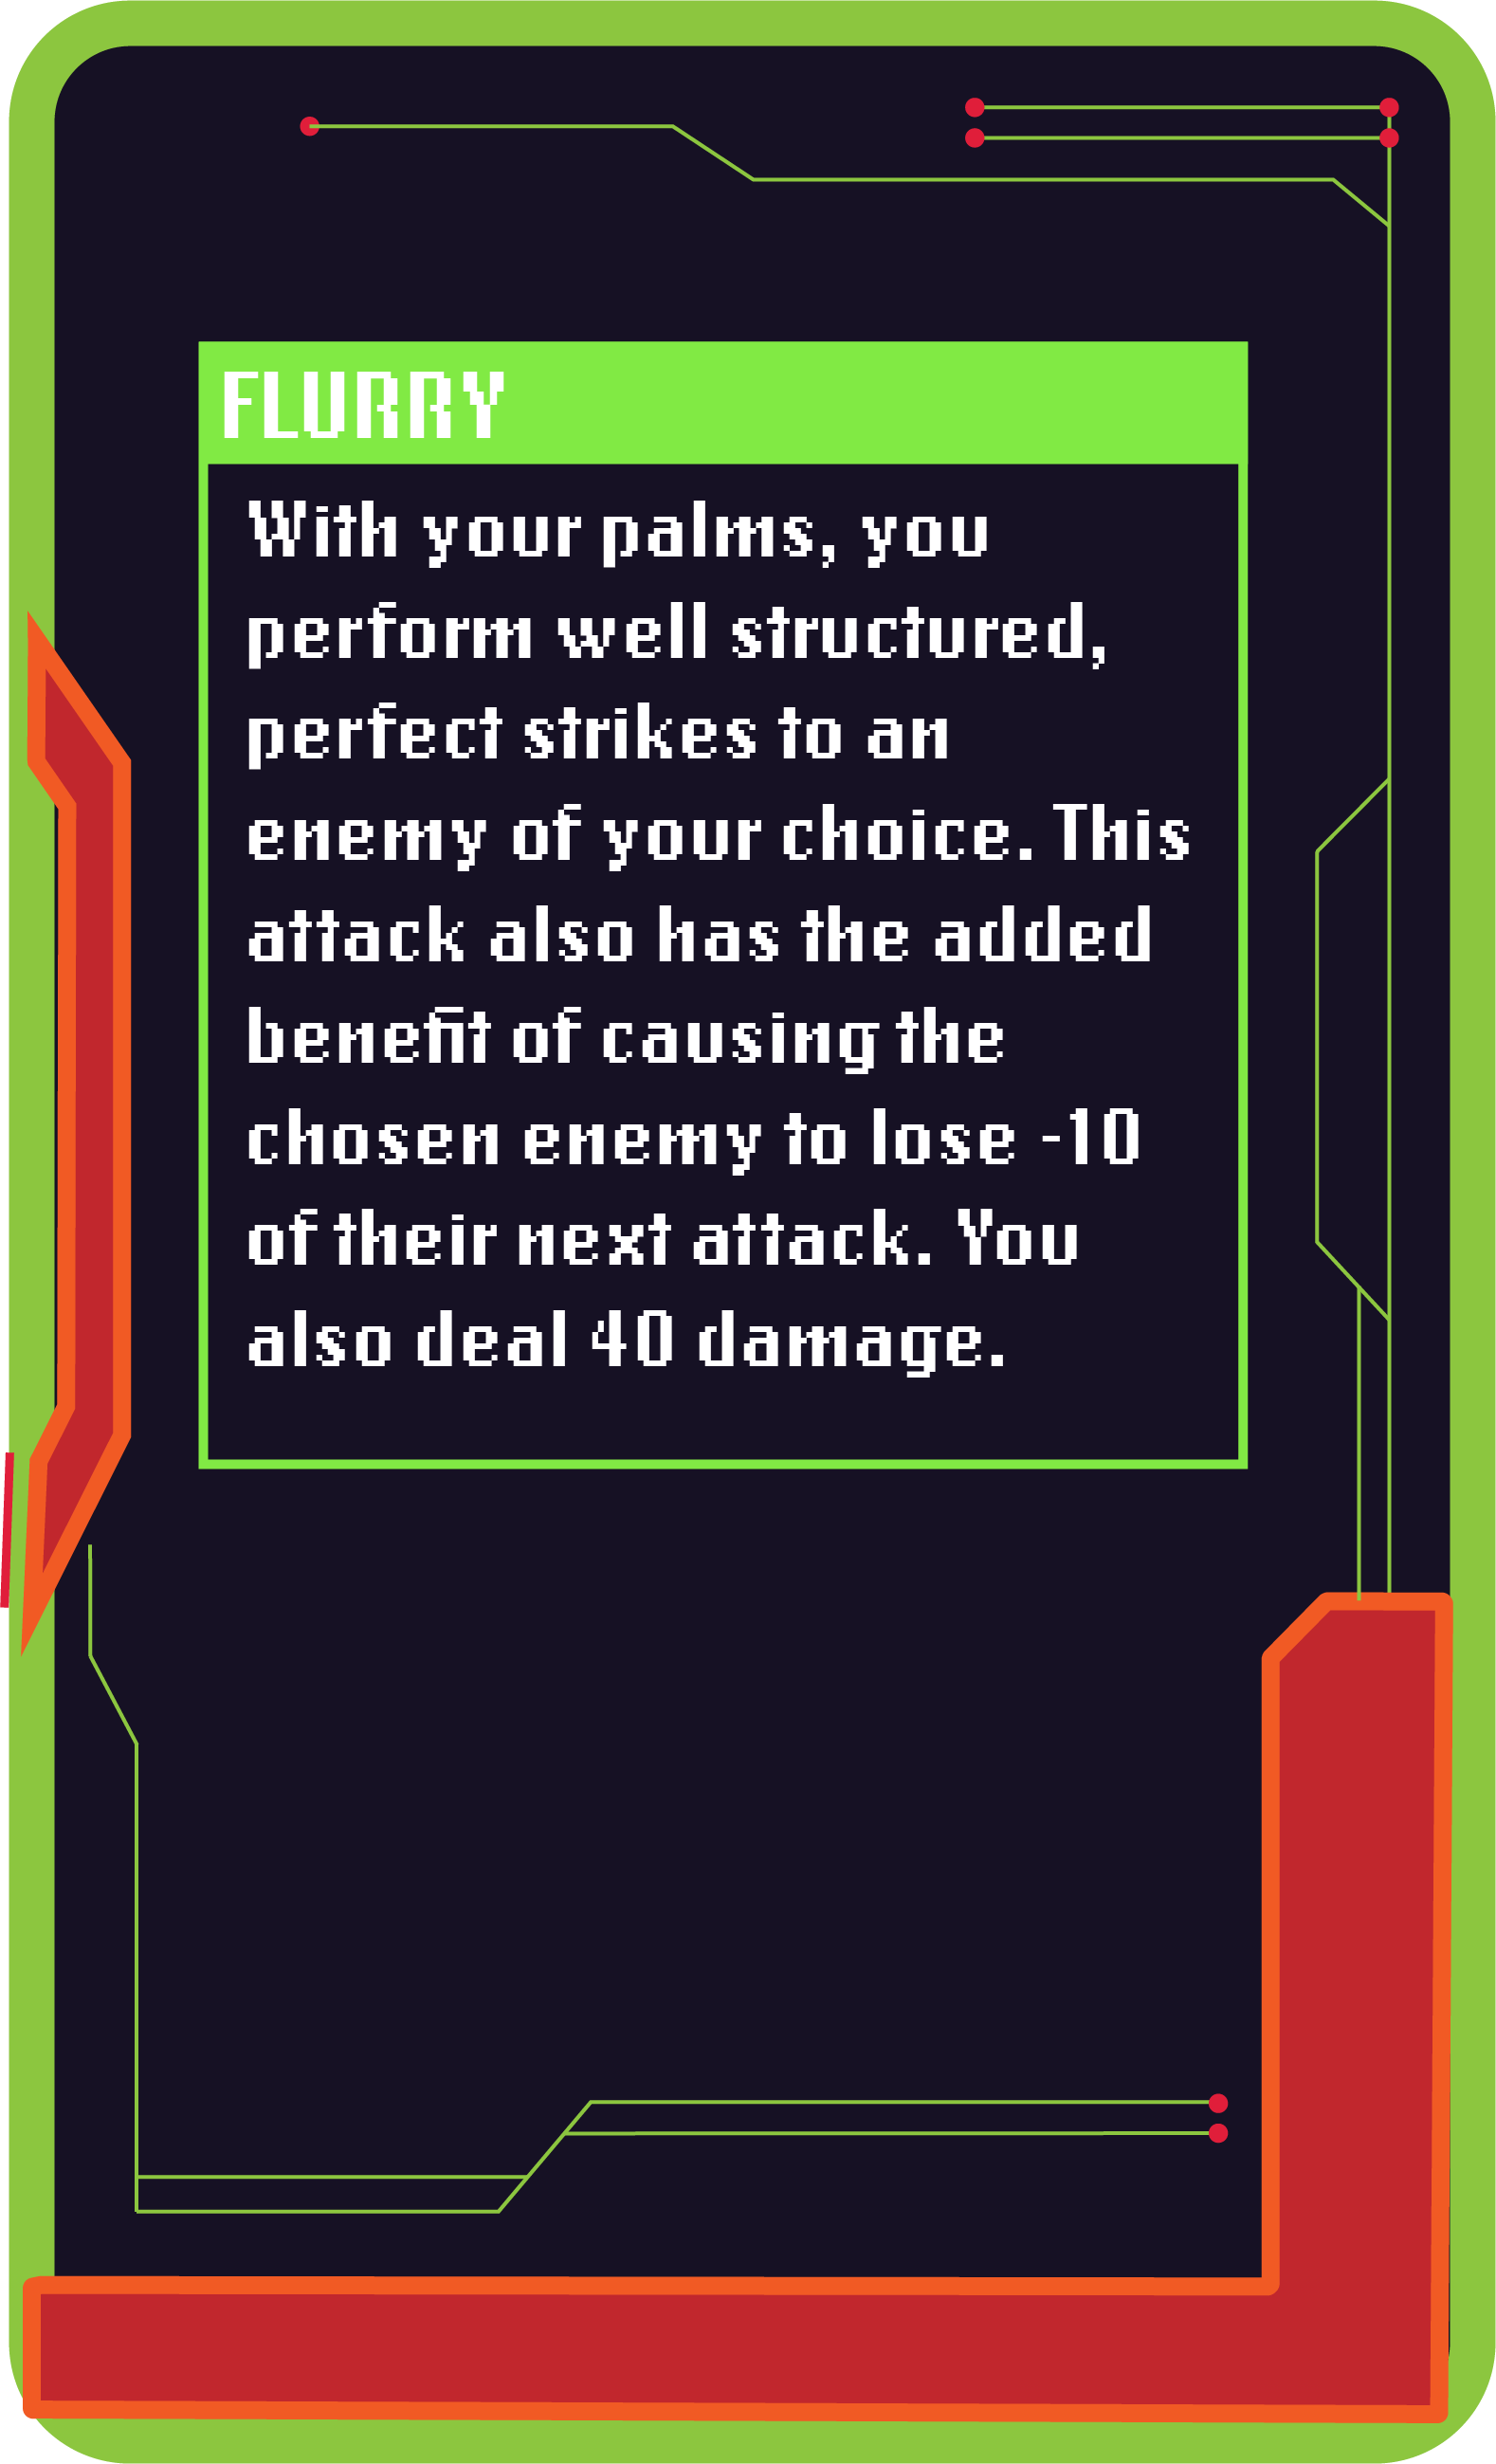 FLURRY
With your palms, you
perform well structured,
perfect strikes to an
enemy of your choice. This
attack also has the added
benefit of causing the
chosen enemy to lose -10
of their next attack. You
also deal 40 damage.